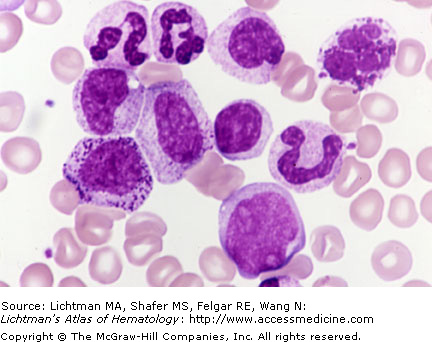 Source: Lichtman MA, Shafer MS, Felgar RE, Wang N:
Lichtman's Atlas of Hematology: http://www.accessmedicine.com
Copyright © The McGraw-Hill Companies, Inc. All rights reserved.